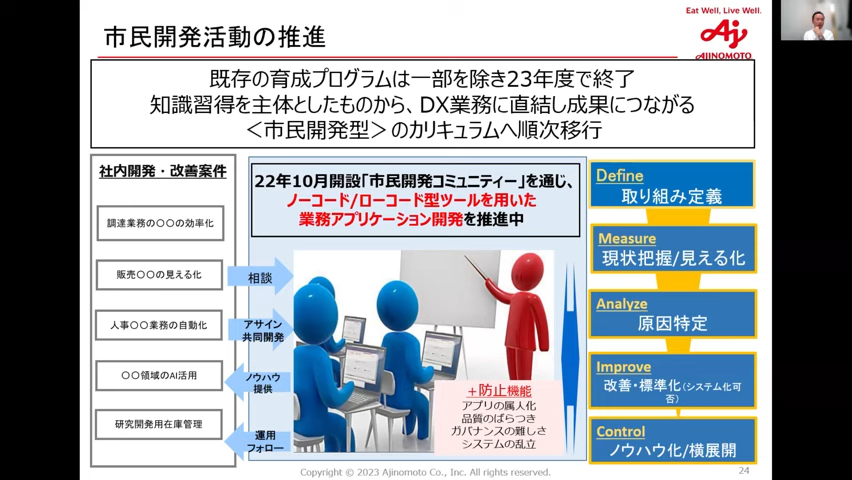 市民開発活動の推進
Eat Well, Live Well.
AJINOMOTO
既存の育成プログラムは一部を除き23年度で終了
知識習得を主体としたものから、DX業務に直結し成果につながる
＜市民開発型＞のカリキュラムへ順次移行
社内開発・改善案件
調達業務の〇〇の効率化
販売〇〇の見える化
人事〇〇業務の自動化
〇〇領域のAI活用
研究開発用在庫管理
22年10月開設「市民開発コミュニティー」を通じ、
ノーコード/ローコード型ツールを用いた
業務アプリケーション開発を推進中
相談
アサイン
共同開発
ノウハウ
提供
運用
フォロー
＋防止機能
アプリの属人化
品質のばらつき
ガバナンスの難しさ
システムの乱立
Define
取り組み定義
Measure
現状把握/見える化
Analyze
原因特定
Improve
改善・標準化（システム化可
否）
Control
ノウハウ化/横展開
Copyright © 2023 Ajinomoto Co., Inc. All rights reserved.
24